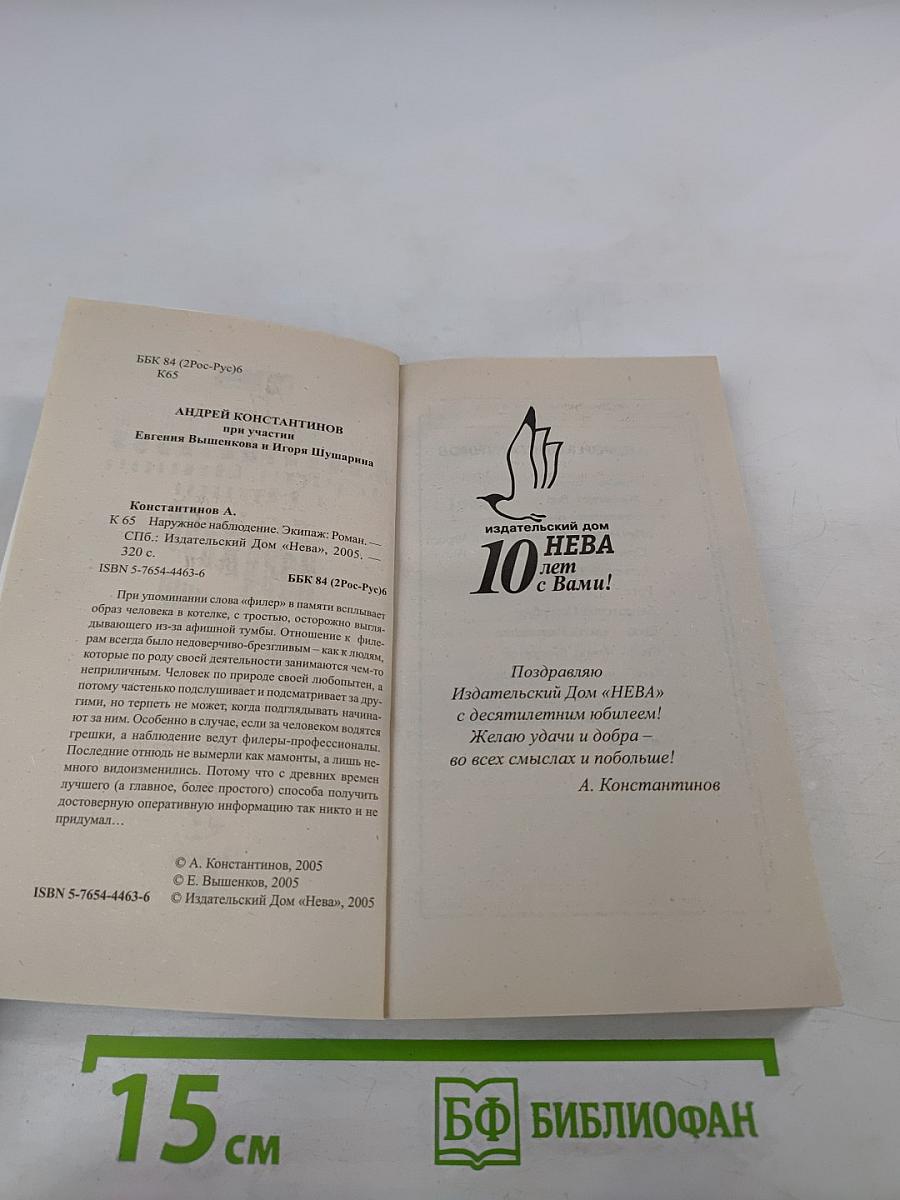 ББК 84 (2Рос-Рус)6
К65
АНДРЕЙ КОНСТАНТИНОВ
при участии
Евгения Вышенкова и Игоря Шушарина
Константинов А.
К 65 Наружное наблюдение. Экипаж: Роман. —
СПб.: Издательский Дом «Нева», 2005. —
320 с.
ISBN 5-7654-4463-6
ББК 84 (2Рос-Рус)6
При упоминании слова «филер» в памяти всплывает
образ человека в котелке, с тростью, осторожно выгля-
дывающего из-за афишной тумбы. Отношение к филе-
рам всегда было недоверчиво-брезгливым – как к людям,
которые по роду своей деятельности занимаются чем-то
неприличным. Человек по природе своей любопытен, а
потому частенько подслушивает и подсматривает за дру-
гими, но терпеть не может, когда подглядывать начина-
ют за ним. Особенно в случае, если за человеком водятся
грешки, а наблюдение ведут филеры-профессионалы.
Последние отнюдь не вымерли как мамонты, а лишь не-
много видоизменились. Потому что с древних времен
лучшего (а главное, более простого) способа получить
достоверную оперативную информацию так никто и не
придумал…
© А. Константинов, 2005
© Е. Вышенков, 2005
ISBN 5-7654-4463-6 © Издательский Дом «Нева», 2005
издательский дом
НЕВА
10 лет
с Вами!
Поздравляю
Издательский Дом «НЕВА»
с десятилетним юбилеем!
Желаю удачи и добра –
во всех смыслах и побольше!
А. Константинов
15 см
БФ БИБЛИОФАН